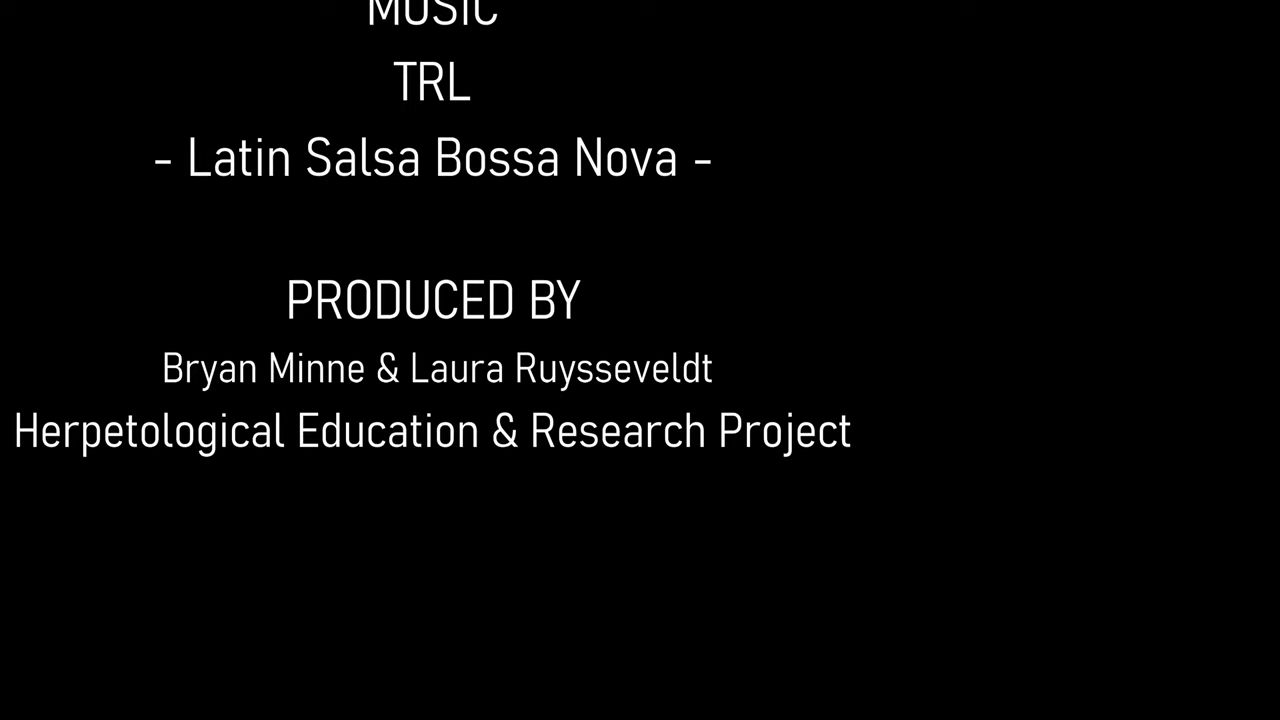 MUSIC
TRL
- Latin Salsa Bossa Nova -
PRODUCED BY
Bryan Minne & Laura Ruysseveldt
Herpetological Education & Research Project